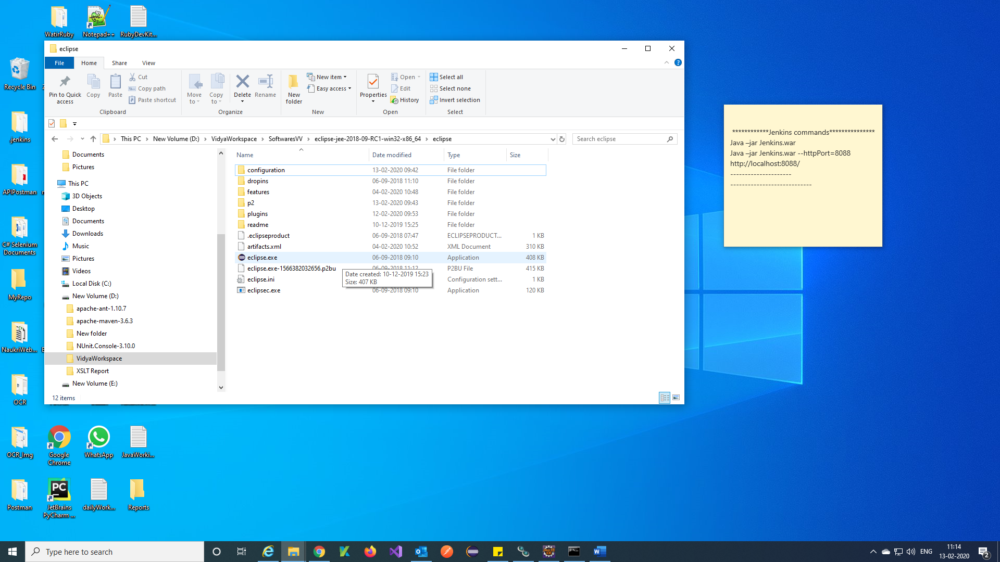 WatirRuby
Notepad++
RubyDevKit...
Recycle Bin
.jenkins
APIPostman
C# Selenium
Documents
MyRepo
NaukriWeb...
OCR
OCR_Img
Google
Chrome
WhatsApp
JavaWorki...
Postman
JetBrains
PyCharm ...
dailyWork...
Reports
eclipse
File
Home
Share
View
Pin to Quick
access
Copy
Paste
Cut
Copy path
Paste shortcut
Clipboard
Move
to
Copy
to
Delete
Rename
Organize
New
folder
New item
Easy access
New
Properties
Open
Edit
History
Open
Select all
Select none
Invert selection
Select
This PC > New Volume (D:) > VidyaWorkspace > SoftwaresVV > eclipse-jee-2018-09-RC1-win32-x86_64 > eclipse
Search eclipse
Documents
Pictures
This PC
3D Objects
Desktop
Documents
Downloads
Music
Pictures
Videos
Local Disk (C:)
New Volume (D:)
apache-ant-1.10.7
apache-maven-3.6.3
New folder
NUnit.Console-3.10.0
VidyaWorkspace
XSLT Report
New Volume (E:)
Name Date modified Type Size
configuration 13-02-2020 09:42 File folder
dropins 06-09-2018 11:10 File folder
features 04-02-2020 10:48 File folder
p2 13-02-2020 09:43 File folder
plugins 12-02-2020 09:53 File folder
readme 10-12-2019 15:25 File folder
.eclipseproduct 06-09-2018 07:47 ECLIPSEPRODUCT... 1 KB
artifacts.xml 04-02-2020 10:52 XML Document 310 KB
eclipse.exe 06-09-2018 09:10 Application 408 KB
eclipse.exe-1566382032656.p2bu 06-09-2018 11:12 P2BU File 415 KB
Date created: 10-12-2019 15:23
Size: 407 KB
eclipse.ini Configuration sett... 1 KB
eclipsec.exe 06-09-2018 09:10 Application 120 KB
12 items
************Jenkins commands***************
Java –jar Jenkins.war
Java –jar Jenkins.war --httpPort=8088
http://localhost:8088/
---------------------
----------------------------
Type here to search
ENG
11:14
13-02-2020
2